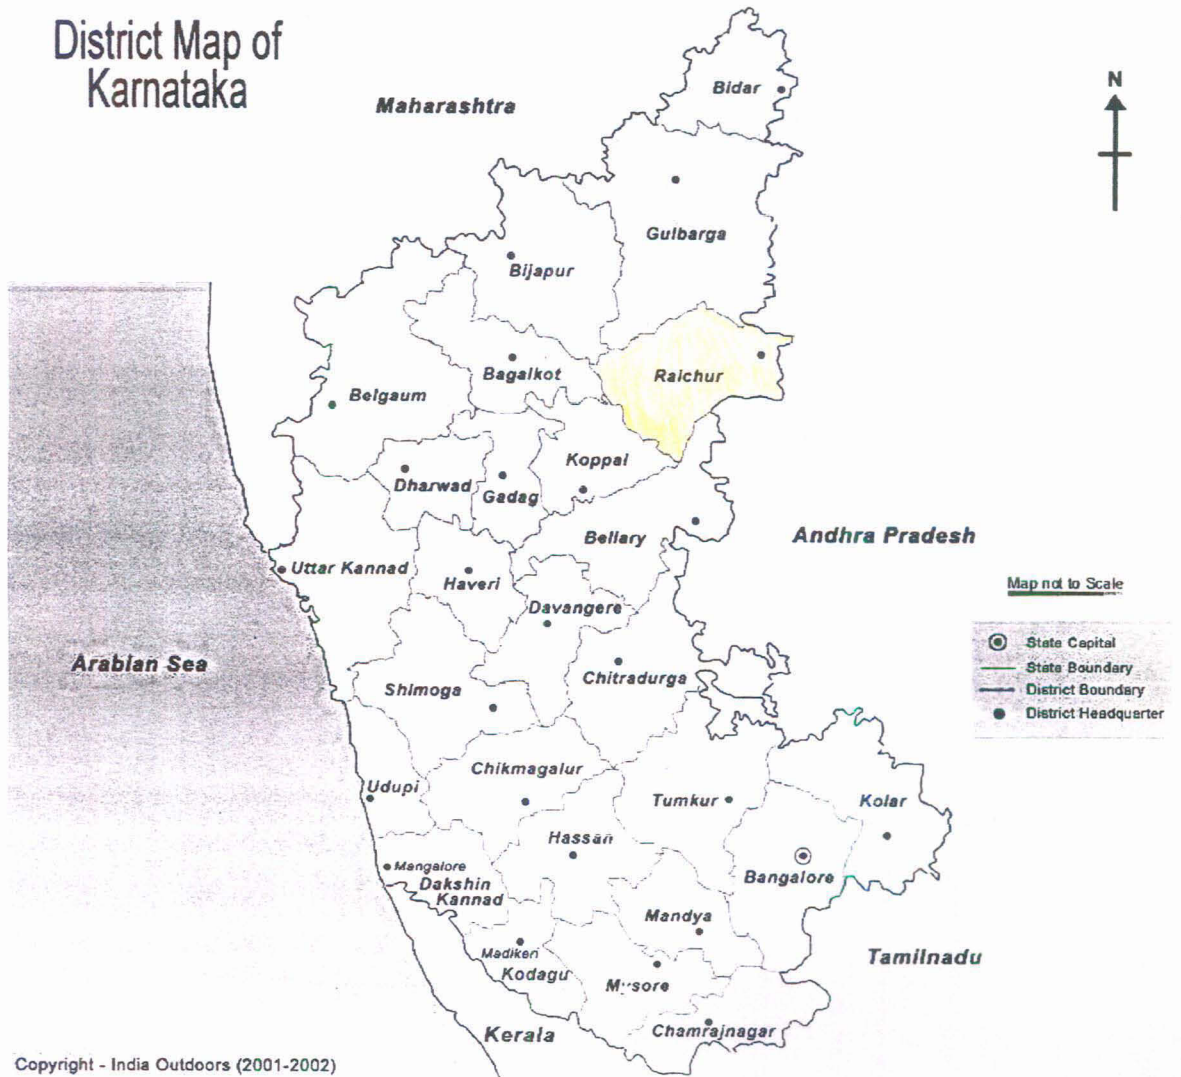 District Map of
Karnataka
Maharashtra
N
Bidar
Gulbarga
Bijapur
Raichur
Bagalkot
Belgaum
Koppal
Dharwad
Gadag
Bellary
Andhra Pradesh
Uttar Kannad
Haveri
Map not to Scale
Davangere
State Capital
Arabian Sea
State Boundary
Chitradurga
Shimoga
District Boundary
District Headquarter
Chikmagalur
Udupi
Tumkur
Kolar
Hassan
Mangalore
Bangalore
Dakshin
Kannad
Mandya
Madikeri
Tamilnadu
Kodagu
Mysore
Chamrajnagar
Kerala
Copyright - India Outdoors (2001-2002)